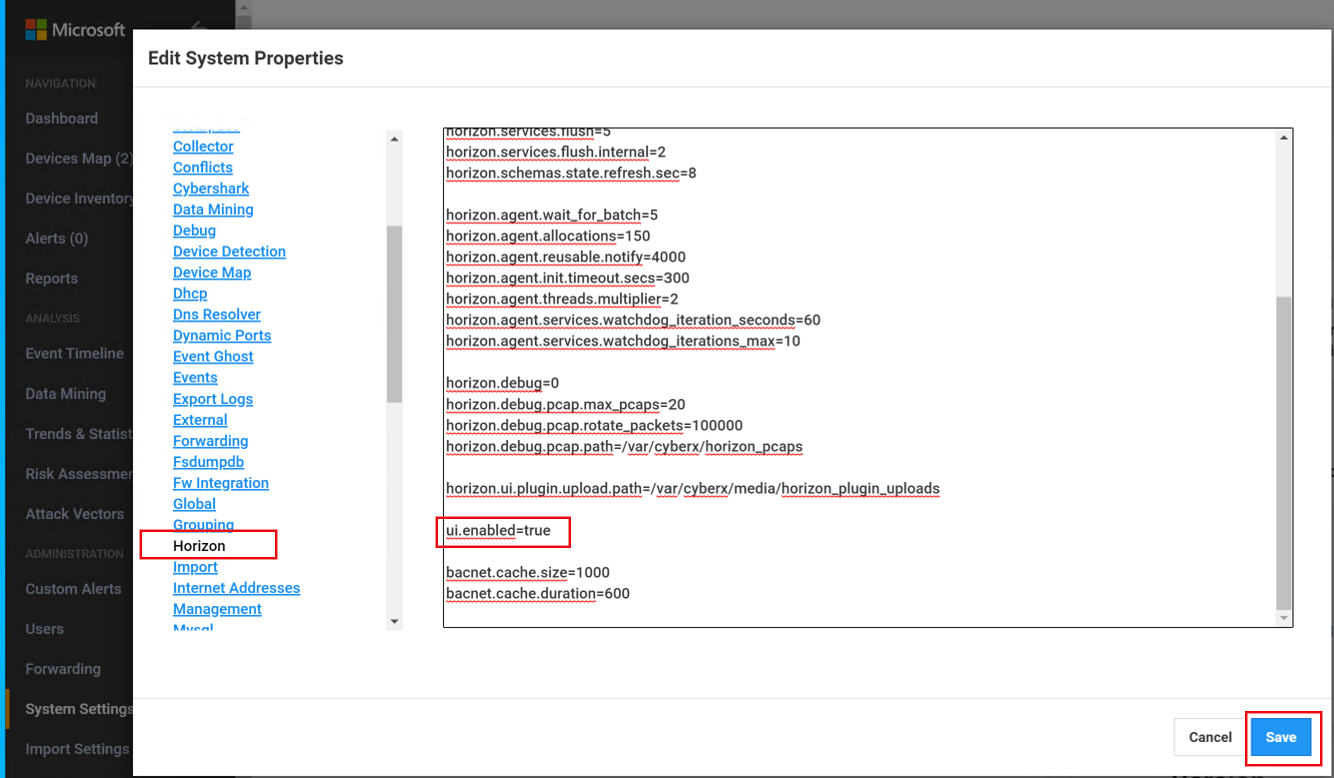 Microsoft
NAVIGATION
Dashboard
Devices Map (2)
Device Inventory
Alerts (0)
Reports
ANALYSIS
Event Timeline
Data Mining
Trends & Statist
Risk Assessmen
Attack Vectors
ADMINISTRATION
Custom Alerts
Users
Forwarding
System Settings
Import Settings
Edit System Properties
Collector
Conflicts
Cybershark
Data Mining
Debug
Device Detection
Device Map
Dhcp
Dns Resolver
Dynamic Ports
Event Ghost
Events
Export Logs
External
Forwarding
Fsdumpdb
Fw Integration
Global
Grouping
Horizon
Import
Internet Addresses
Management
Mysql
horizon.services.flush=5
horizon.services.flush.internal=2
horizon.schemas.state.refresh.sec=8
horizon.agent.wait_for_batch=5
horizon.agent.allocations=150
horizon.agent.reusable.notify=4000
horizon.agent.init.timeout.secs=300
horizon.agent.threads.multiplier=2
horizon.agent.services.watchdog_iteration_seconds=60
horizon.agent.services.watchdog_iterations_max=10
horizon.debug=0
horizon.debug.pcap.max_pcaps=20
horizon.debug.pcap.rotate_packets=100000
horizon.debug.pcap.path=/var/cyberx/horizon_pcaps
horizon.ui.plugin.upload.path=/var/cyberx/media/horizon_plugin_uploads
ui.enabled=true
bacnet.cache.size=1000
bacnet.cache.duration=600
Cancel
Save